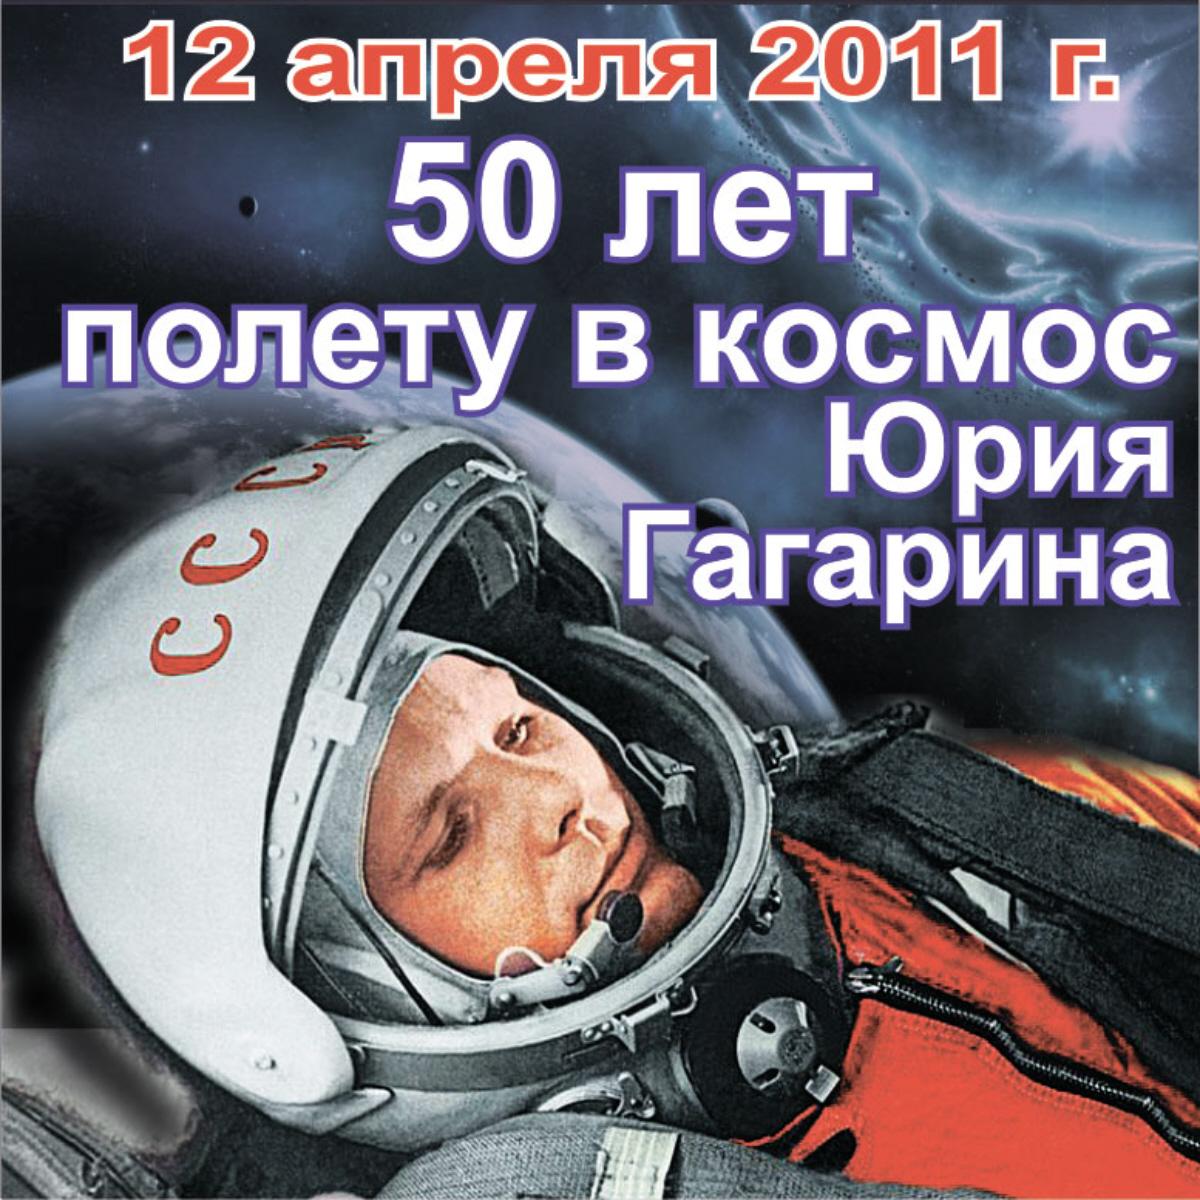 12 апреля 2011 г.
50 лет
полету в космос
Юрия
Гагарина
СССР